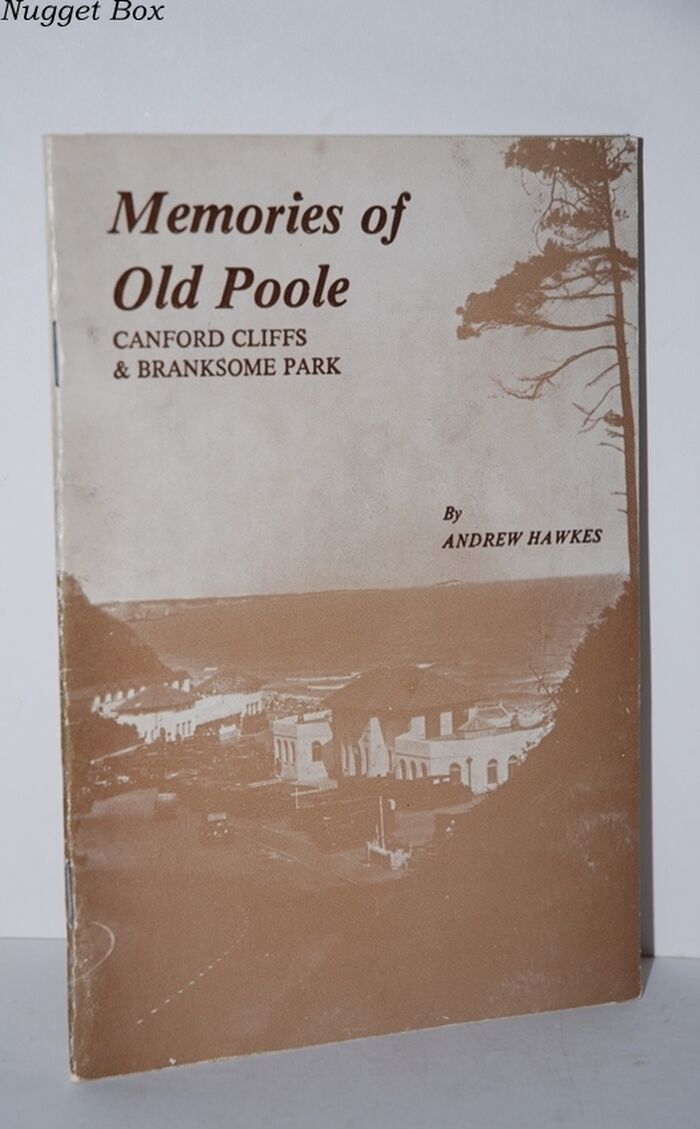 Nugget Box
Memories of
Old Poole
CANFORD CLIFFS
& BRANKSOME PARK
By
ANDREW HAWKES